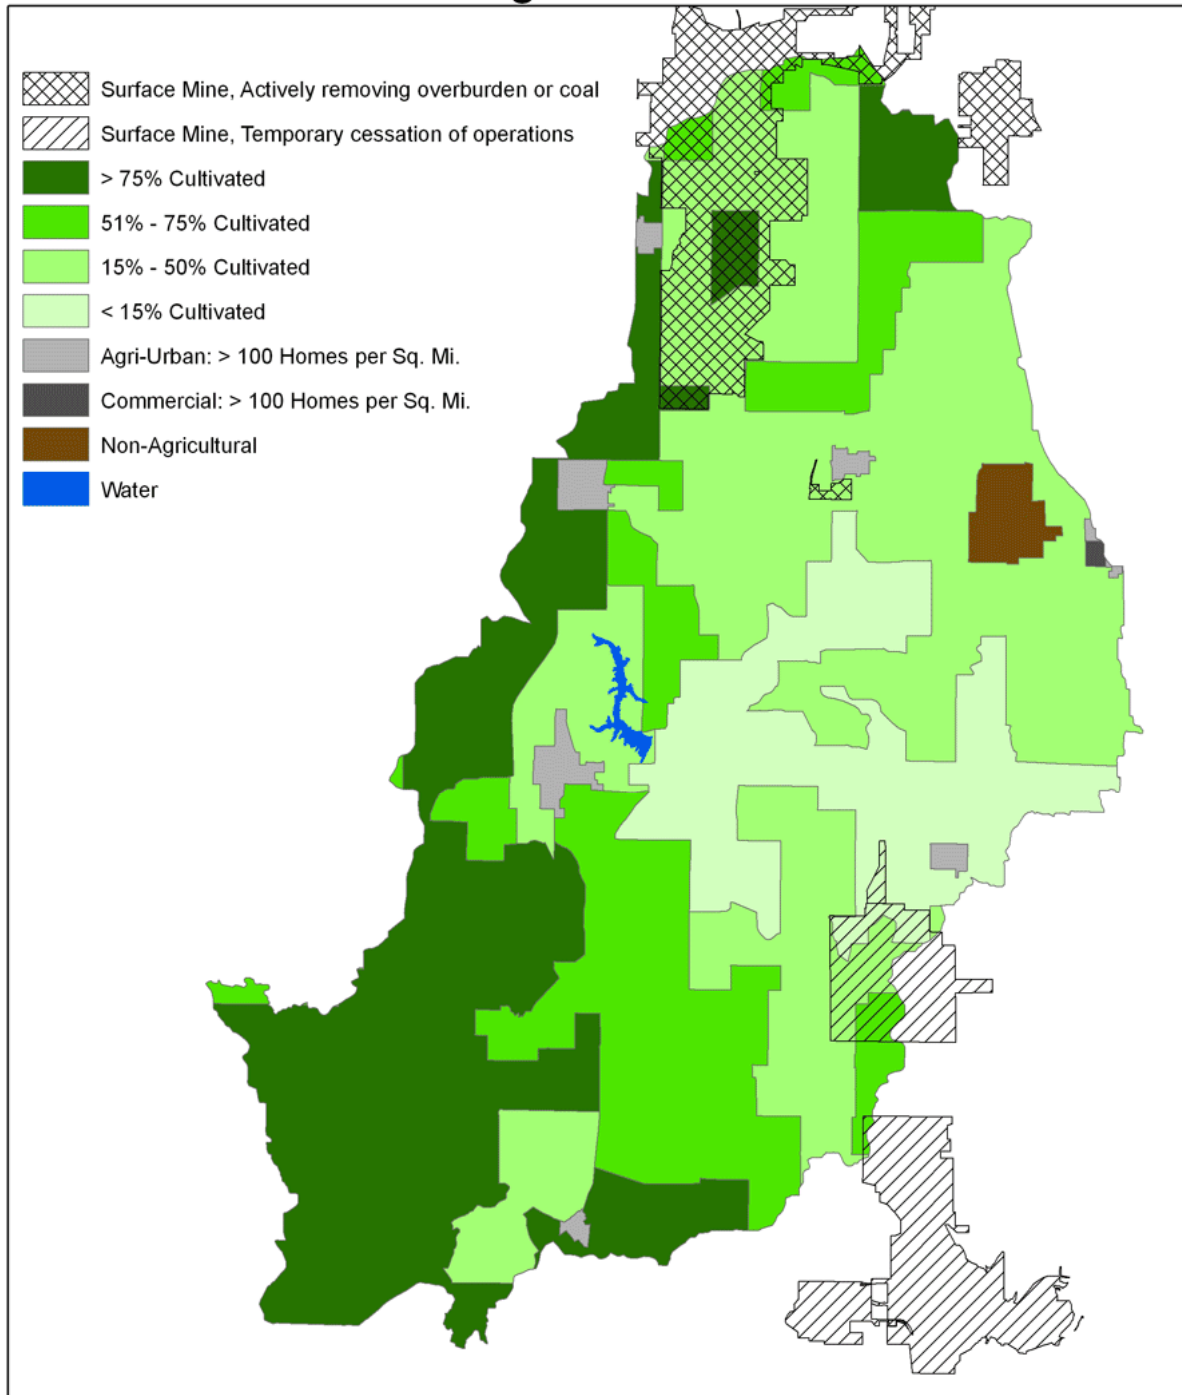 Surface Mine, Actively removing overburden or coal
Surface Mine, Temporary cessation of operations
> 75% Cultivated
51% - 75% Cultivated
15% - 50% Cultivated
< 15% Cultivated
Agri-Urban: > 100 Homes per Sq. Mi.
Commercial: > 100 Homes per Sq. Mi.
Non-Agricultural
Water